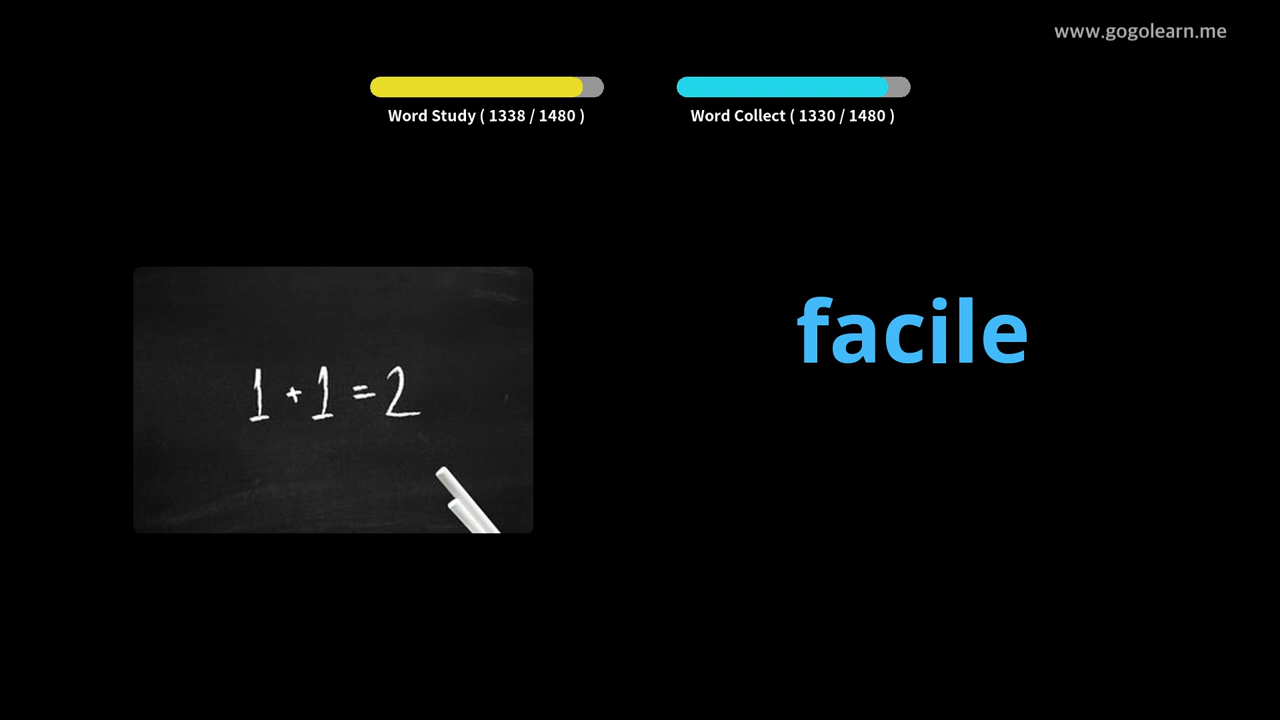 www.gogolearn.me
Word Study ( 1338 / 1480 )
Word Collect ( 1330 / 1480 )
facile
1 + 1 = 2